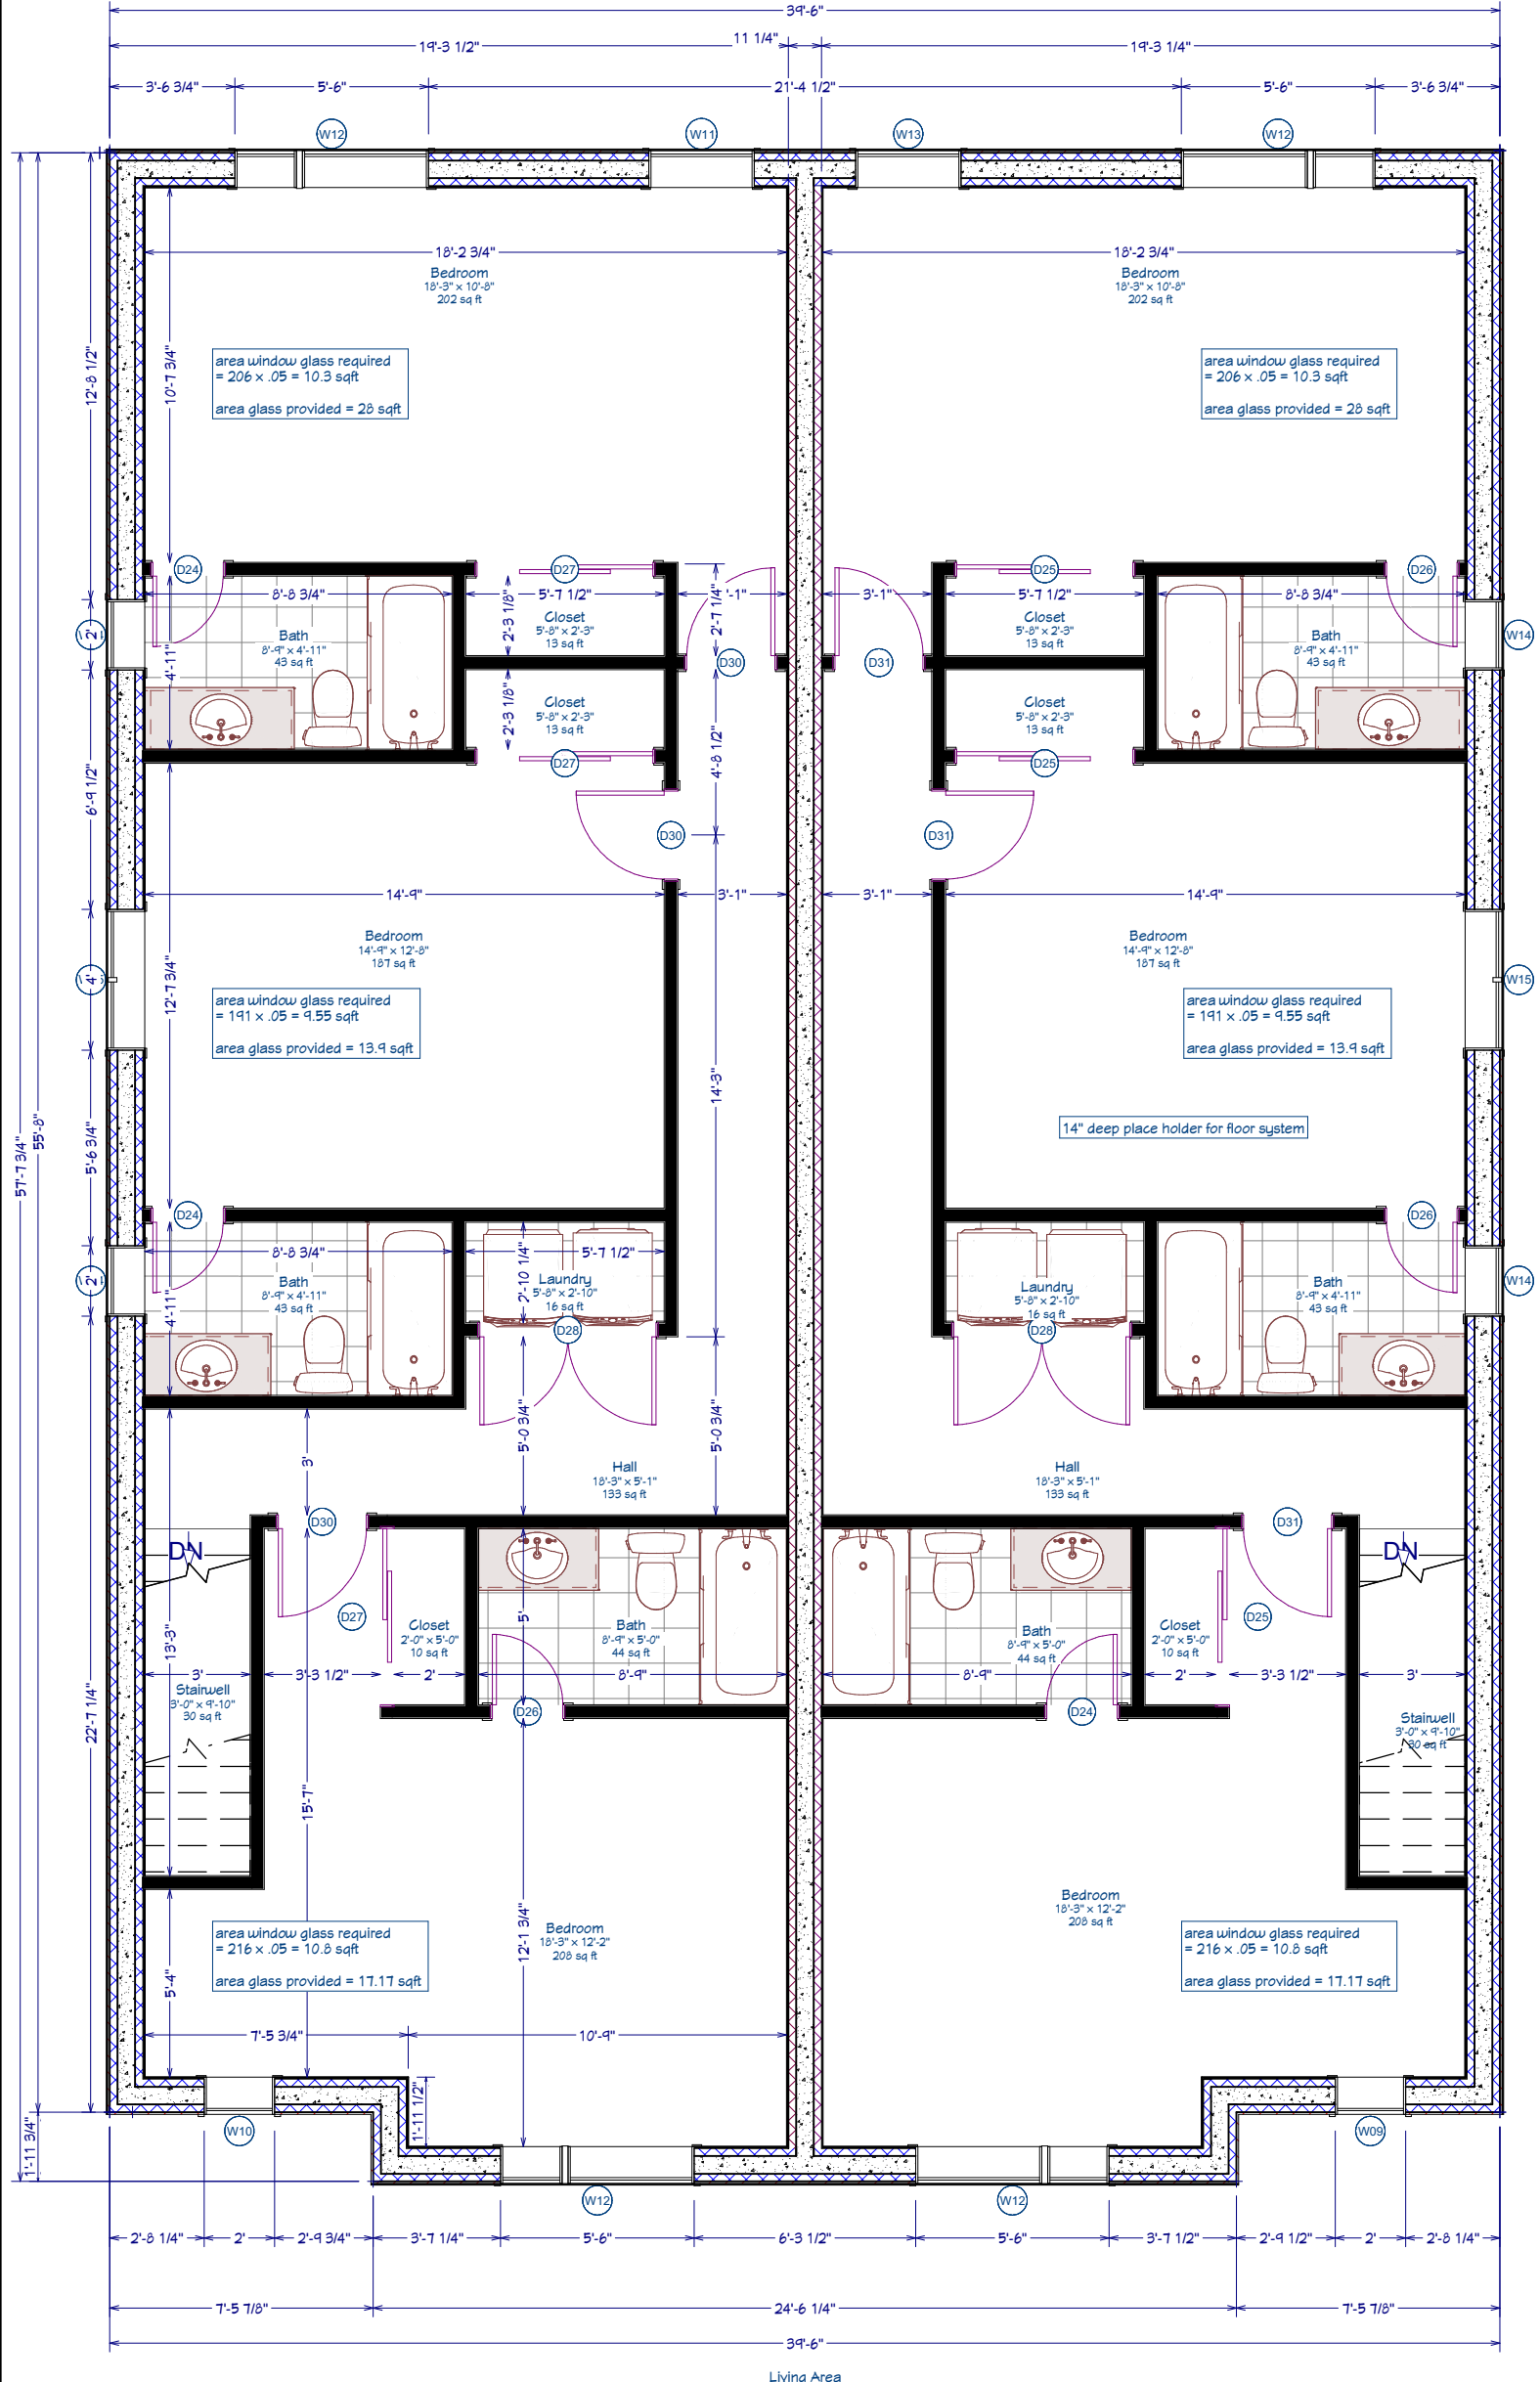 39'-6"
19'-3 1/2"
11 1/4"
19'-3 1/4"
3'-6 3/4"
5'-6"
21'-4 1/2"
5'-6"
3'-6 3/4"
W12
W11
W13
W12
18'-2 3/4"
18'-2 3/4"
Bedroom
18'-3" x 10'-8"
202 sq ft
Bedroom
18'-3" x 10'-8"
202 sq ft
area window glass required
= 206 x .05 = 10.3 sqft
area glass provided = 28 sqft
area window glass required
= 206 x .05 = 10.3 sqft
area glass provided = 28 sqft
12'-8 1/2"
10'-7 3/4"
D24
D27
D25
D26
8'-8 3/4"
5'-7 1/2"
'-1"
3'-1"
5'-7 1/2"
8'-8 3/4"
2'-3 1/8"
2'-7 1/4"
Closet
5'-8" x 2'-3"
13 sq ft
Closet
5'-8" x 2'-3"
13 sq ft
2'
Bath
8'-9" x 4'-11"
43 sq ft
Bath
8'-9" x 4'-11"
43 sq ft
W14
4'-11"
D30
D31
2'-3 1/8"
Closet
5'-8" x 2'-3"
13 sq ft
Closet
5'-8" x 2'-3"
13 sq ft
4'-8 1/2"
D27
D25
6'-9 1/2"
D30
D31
14'-9"
3'-1"
3'-1"
14'-9"
Bedroom
14'-9" x 12'-8"
187 sq ft
Bedroom
14'-9" x 12'-8"
187 sq ft
4'
12'-7 3/4"
W15
area window glass required
= 191 x .05 = 9.55 sqft
area glass provided = 13.9 sqft
area window glass required
= 191 x .05 = 9.55 sqft
area glass provided = 13.9 sqft
14'-3"
14" deep place holder for floor system
57'-7 3/4"
55'-8"
5'-6 3/4"
D24
D26
8'-8 3/4"
2'-10 1/4"
5'-7 1/2"
2'
Bath
8'-9" x 4'-11"
43 sq ft
Laundry
5'-8" x 2'-10"
16 sq ft
Laundry
5'-8" x 2'-10"
16 sq ft
Bath
8'-9" x 4'-11"
43 sq ft
W14
4'-11"
D28
D28
5'-0 3/4"
5'-0 3/4"
3'
Hall
18'-3" x 5'-1"
133 sq ft
Hall
18'-3" x 5'-1"
133 sq ft
D30
D31
DN
DN
D27
D25
13'-3"
Closet
2'-0" x 5'-0"
10 sq ft
5'
Bath
8'-9" x 5'-0"
44 sq ft
Bath
8'-9" x 5'-0"
44 sq ft
Closet
2'-0" x 5'-0"
10 sq ft
3'
3'-3 1/2"
2'
8'-9"
8'-9"
2'
3'-3 1/2"
3'
Stairwell
3'-0" x 9'-10"
30 sq ft
D26
D24
Stairwell
3'-0" x 9'-10"
30 sq ft
22'-7 1/4"
15'-7"
12'-1 3/4"
Bedroom
18'-3" x 12'-2"
208 sq ft
Bedroom
18'-3" x 12'-2"
208 sq ft
area window glass required
= 216 x .05 = 10.8 sqft
area glass provided = 17.17 sqft
area window glass required
= 216 x .05 = 10.8 sqft
area glass provided = 17.17 sqft
5'-4"
7'-5 3/4"
10'-9"
1'-11 1/2"
W10
W09
1'-11 3/4"
W12
W12
2'-8 1/4"
2'
2'-9 3/4"
3'-7 1/4"
5'-6"
6'-3 1/2"
5'-6"
3'-7 1/2"
2'-9 1/2"
2'
2'-8 1/4"
7'-5 7/8"
24'-6 1/4"
7'-5 7/8"
39'-6"
Living Area